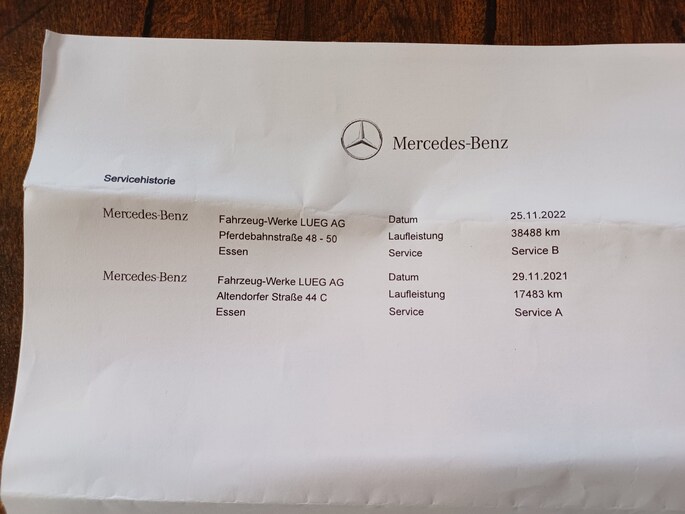 Mercedes-Benz
Servicehistorie
Mercedes-Benz Fahrzeug-Werke LUEG AG Datum 25.11.2022
Pferdebahnstraße 48 - 50 Laufleistung 38488 km
Essen Service Service B
Mercedes-Benz Fahrzeug-Werke LUEG AG Datum 29.11.2021
Altendorfer Straße 44 C Laufleistung 17483 km
Essen Service Service A